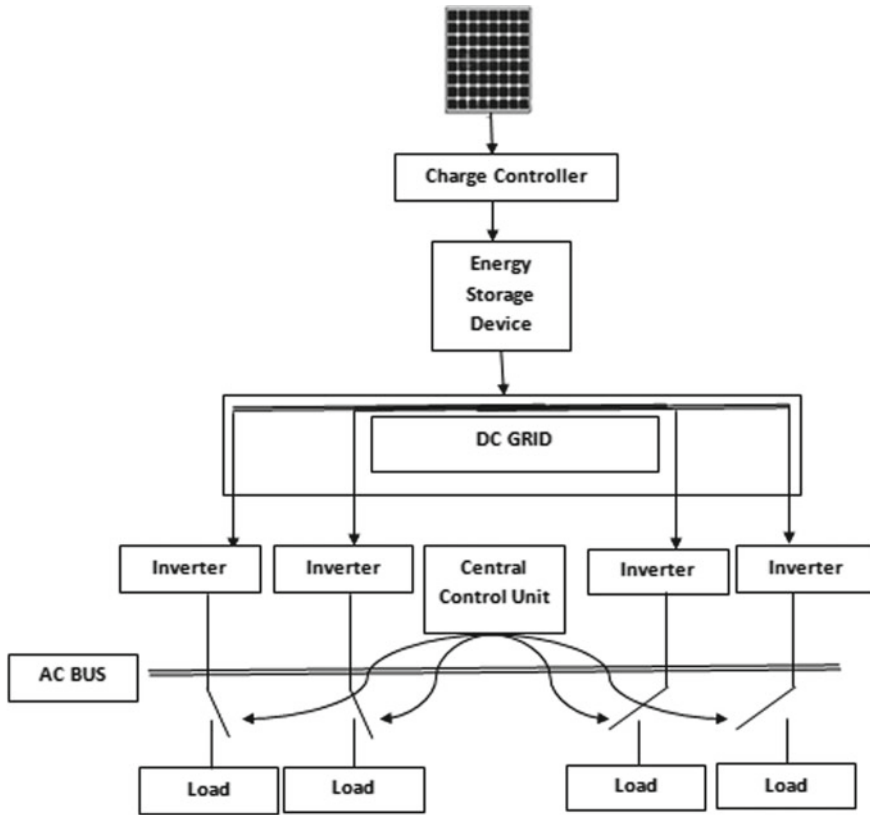 Charge Controller
Energy
Storage
Device
DC GRID
Inverter
Inverter
Central
Control Unit
Inverter
Inverter
AC BUS
Load
Load
Load
Load